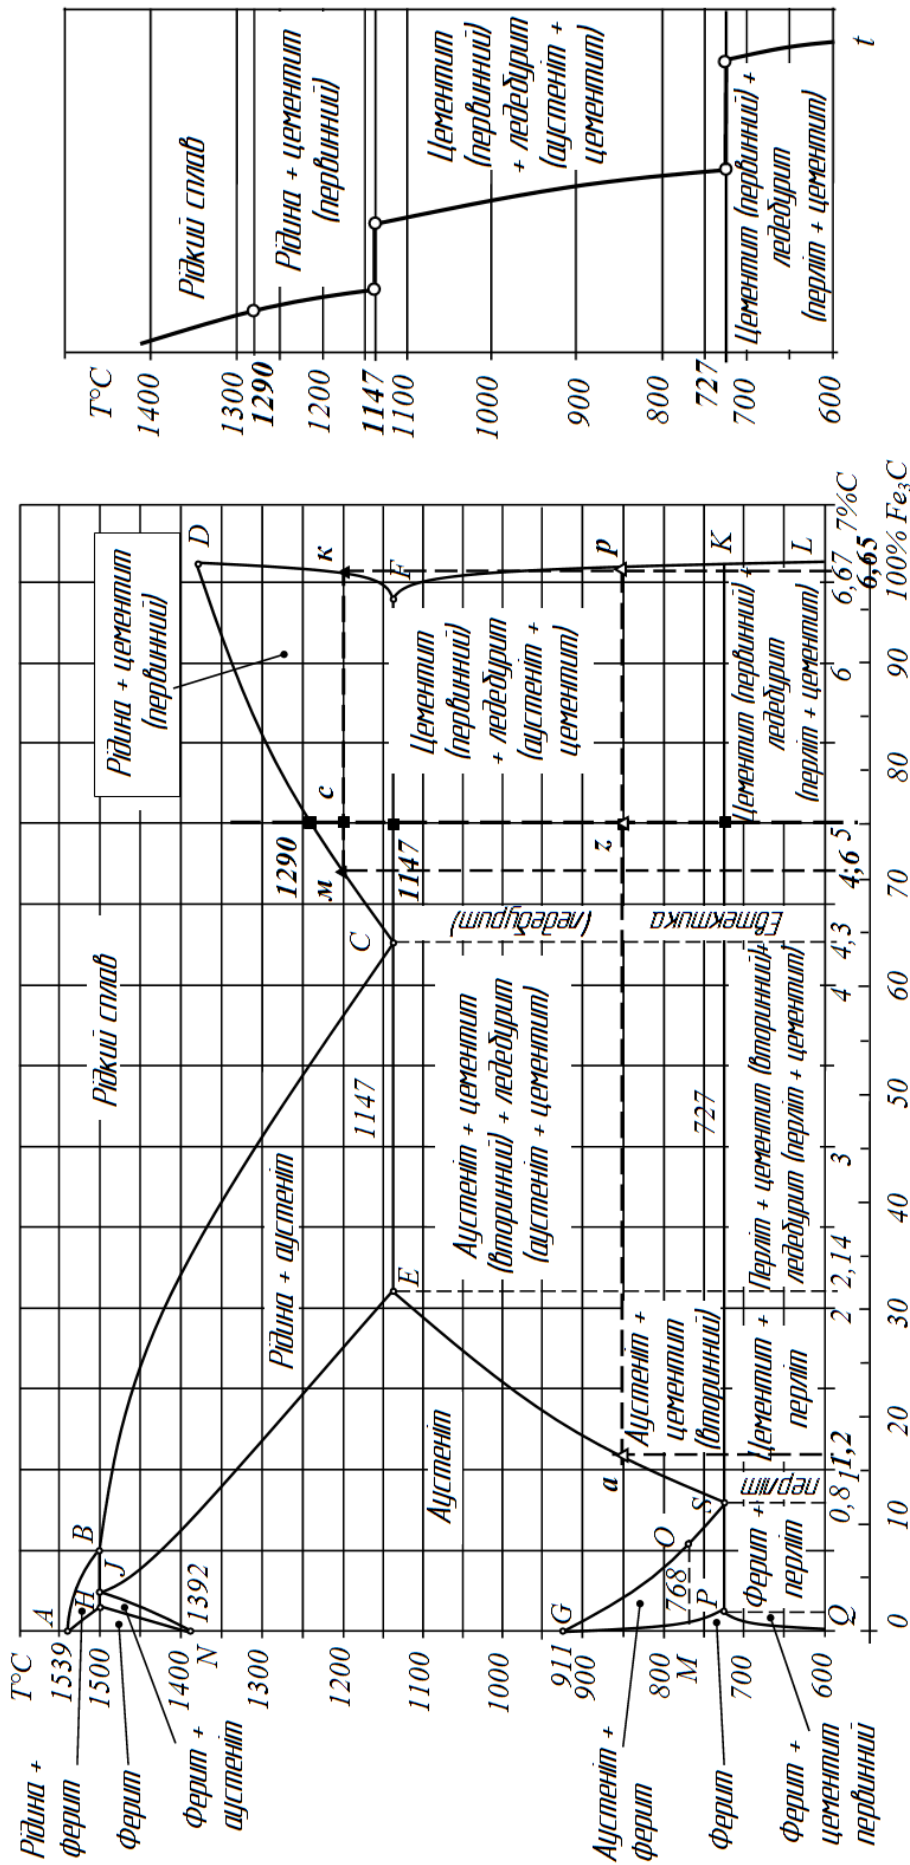 T°C
1539
1500
1400
1300
1200
1100
1000
911
900
800
700
600
Рідина +
ферит
Ферит
Ферит +
аустеніт
Аустеніт +
ферит
Ферит
Ферит +
цементит
первинний
A
H
B
J
N
1392
G
O
768
M
P
S
Q
E
C
D
F
K
L
a
z
p
м
c
к
Рідкий сплав
Рідина + аустеніт
Аустеніт
1147
1290
1147
727
Рідина + цементит
(первинний)
Аустеніт + цементит
(вторинний) + ледебурит
(аустеніт + цементит)
(ледебурит)
Евтектика
Цементит
(первинний)
+ ледебурит
(аустеніт +
цементит)
Аустеніт +
цементит
(вторинний)
Ферит +
перліт
перліт
Цементит +
перліт
Перліт + цементит (вторинний)+
ледебурит (перліт + цементит)
Цементит (первинний) +
ледебурит
(перліт + цементит)
0
0,8
1
1,2
2
2,14
3
4
4,3
4,6
5
6
6,67
7%C
6,65
0
10
20
30
40
50
60
70
80
90
100% Fe₃C
T°C
1400
1300
1290
1200
1147
1100
1000
900
800
727
700
600
Рідкий сплав
Рідина + цементит
(первинний)
Цементит
(первинний)
+ ледебурит
(аустеніт +
цементит)
Цементит (первинний) +
ледебурит
(перліт + цементит)
t